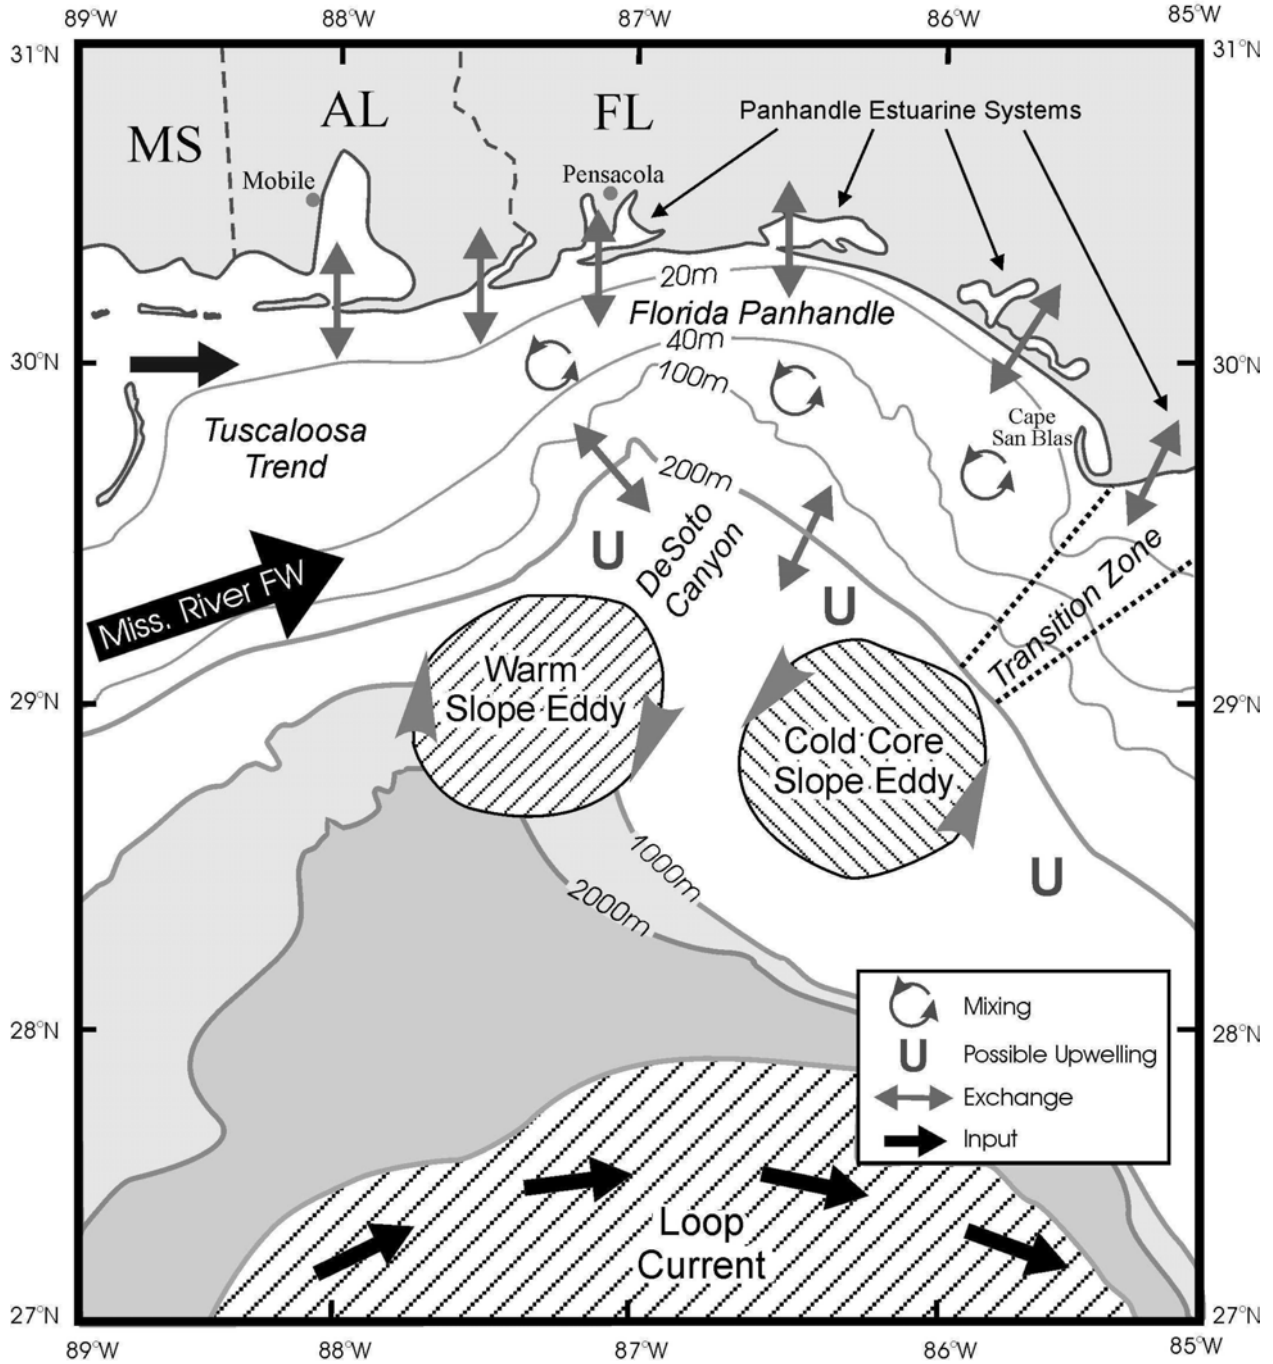 89°W 88°W 87°W 86°W 85°W
31°N 31°N
MS AL FL
Panhandle Estuarine Systems
Mobile
Pensacola
20m
Florida Panhandle
40m
30°N 30°N
100m
Tuscaloosa
Trend
Cape
San Blas
200m
DeSoto
Canyon
U
U
Miss. River FW
Transition Zone
Warm
Slope Eddy
29°N 29°N
Cold Core
Slope Eddy
1000m
2000m
U
28°N 28°N
Mixing
U Possible Upwelling
Exchange
Input
Loop
Current
27°N 27°N
89°W 88°W 87°W 86°W 85°W